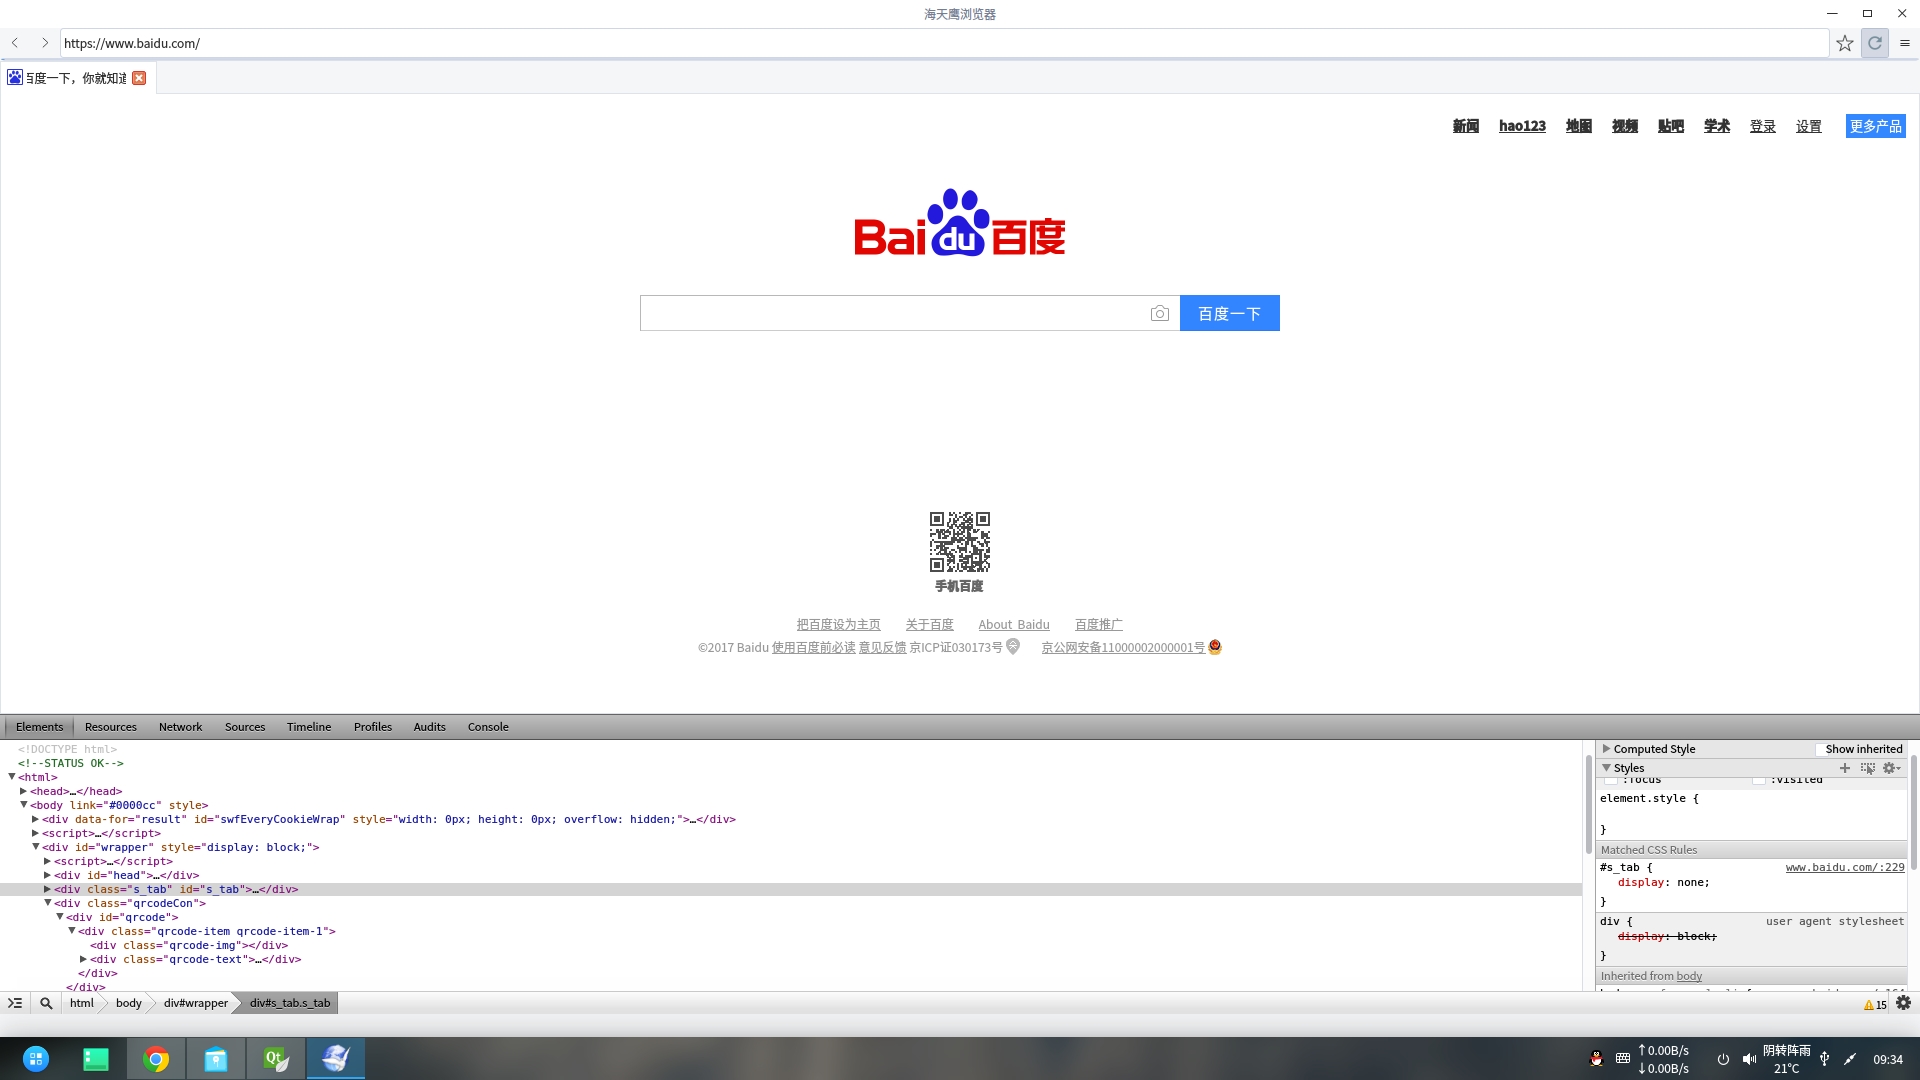 海天鹰浏览器
https://www.baidu.com/
百度一下，你就知道
新闻 hao123 地图 视频 贴吧 学术 登录 设置 更多产品
Bai du 百度
百度一下
手机百度
把百度设为主页 关于百度 About Baidu 百度推广
©2017 Baidu 使用百度前必读 意见反馈 京ICP证030173号 京公网安备11000002000001号
Elements Resources Network Sources Timeline Profiles Audits Console
<!DOCTYPE html>
<!--STATUS OK-->
<html>
<head>…</head>
<body link="#0000cc" style>
<div data-for="result" id="swfEveryCookieWrap" style="width: 0px; height: 0px; overflow: hidden;">…</div>
<script>…</script>
<div id="wrapper" style="display: block;">
<script>…</script>
<div id="head">…</div>
<div class="s_tab" id="s_tab">…</div>
<div class="qrcodeCon">
<div id="qrcode">
<div class="qrcode-item qrcode-item-1">
<div class="qrcode-img"></div>
<div class="qrcode-text">…</div>
</div>
</div>
Computed Style Show inherited
Styles
:focus :visited
element.style {
}
Matched CSS Rules
#s_tab { www.baidu.com/:229
display: none;
}
div { user agent stylesheet
display: block;
}
Inherited from body
html body div#wrapper div#s_tab.s_tab
15
Qt
↑0.00B/s
↓0.00B/s
阴转阵雨
21℃
09:34